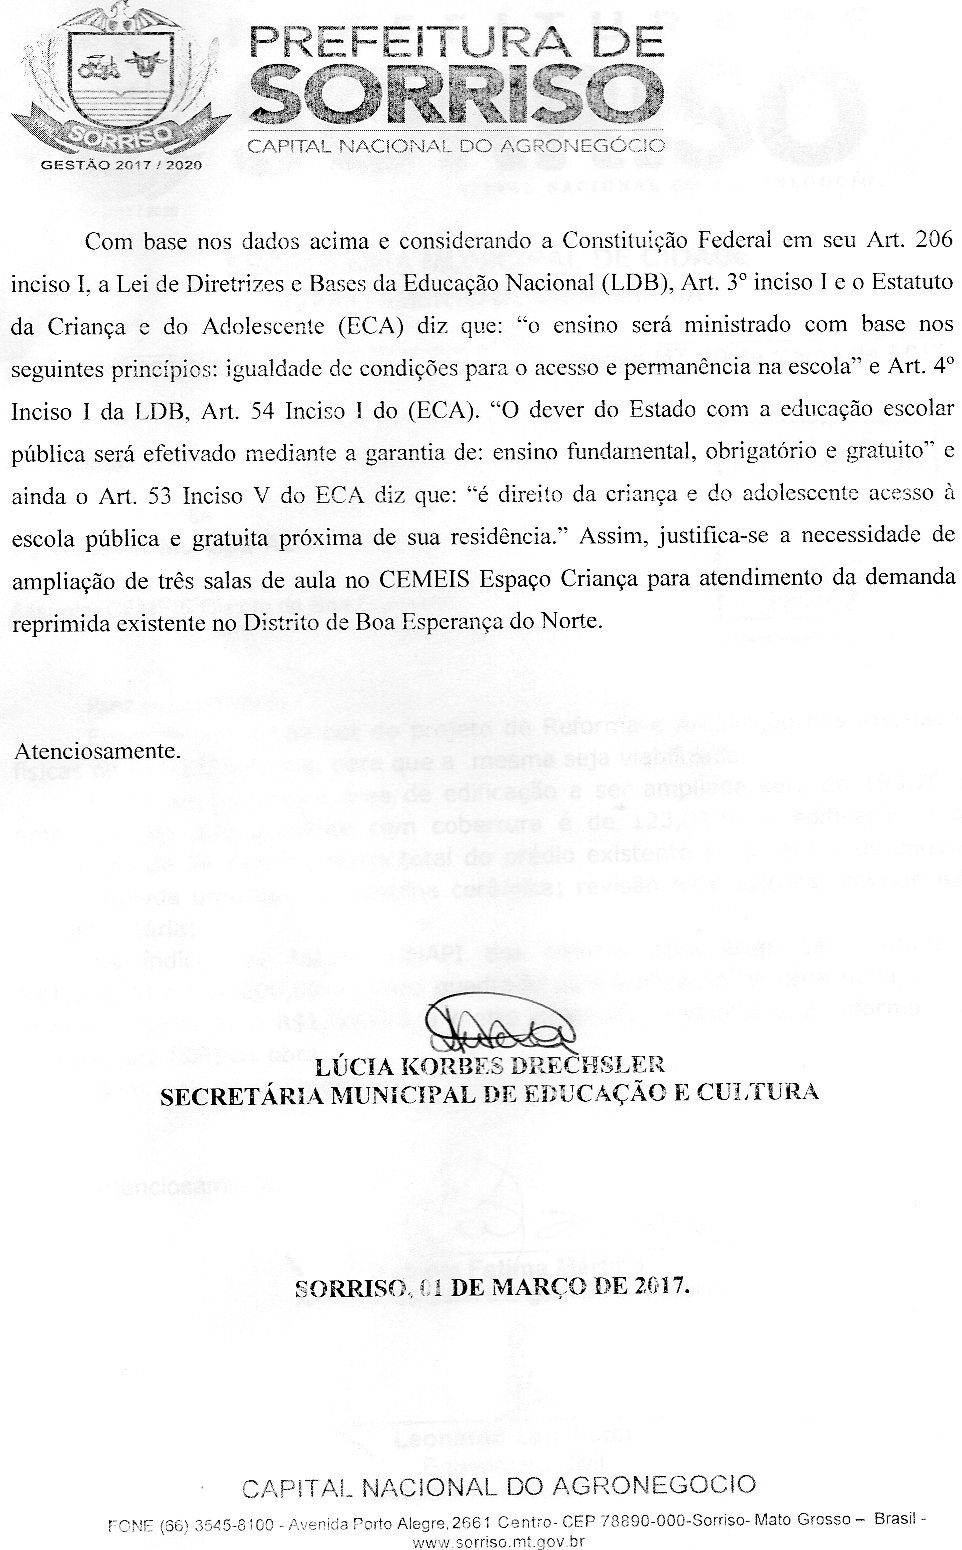 PREFEITURA DE
SORRISO
CAPITAL NACIONAL DO AGRONEGÓCIO
SORRISO
GESTÃO 2017 / 2020
Com base nos dados acima e considerando a Constituição Federal em seu Art. 206
inciso I, a Lei de Diretrizes e Bases da Educação Nacional (LDB), Art. 3º inciso I e o Estatuto
da Criança e do Adolescente (ECA) diz que: “o ensino será ministrado com base nos
seguintes princípios: igualdade de condições para o acesso e permanência na escola” e Art. 4º
Inciso I da LDB, Art. 54 Inciso I do (ECA). “O dever do Estado com a educação escolar
pública será efetivado mediante a garantia de: ensino fundamental, obrigatório e gratuito” e
ainda o Art. 53 Inciso V do ECA diz que: “é direito da criança e do adolescente acesso à
escola pública e gratuita próxima de sua residência.” Assim, justifica-se a necessidade de
ampliação de três salas de aula no CEMEIS Espaço Criança para atendimento da demanda
reprimida existente no Distrito de Boa Esperança do Norte.
Atenciosamente.
LÚCIA KORBES DRECHSLER
SECRETÁRIA MUNICIPAL DE EDUCAÇÃO E CULTURA
SORRISO, 01 DE MARÇO DE 2017.
CAPITAL NACIONAL DO AGRONEGOCIO
FONE (66) 3545-8100 - Avenida Porto Alegre,2661 Centro- CEP 78890-000-Sorriso- Mato Grosso – Brasil -
www.sorriso.mt.gov.br